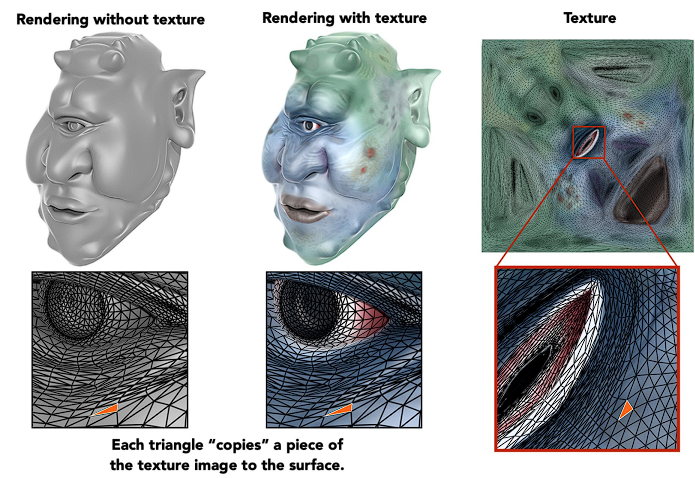 Rendering without texture
Rendering with texture
Texture
Each triangle “copies” a piece of
the texture image to the surface.